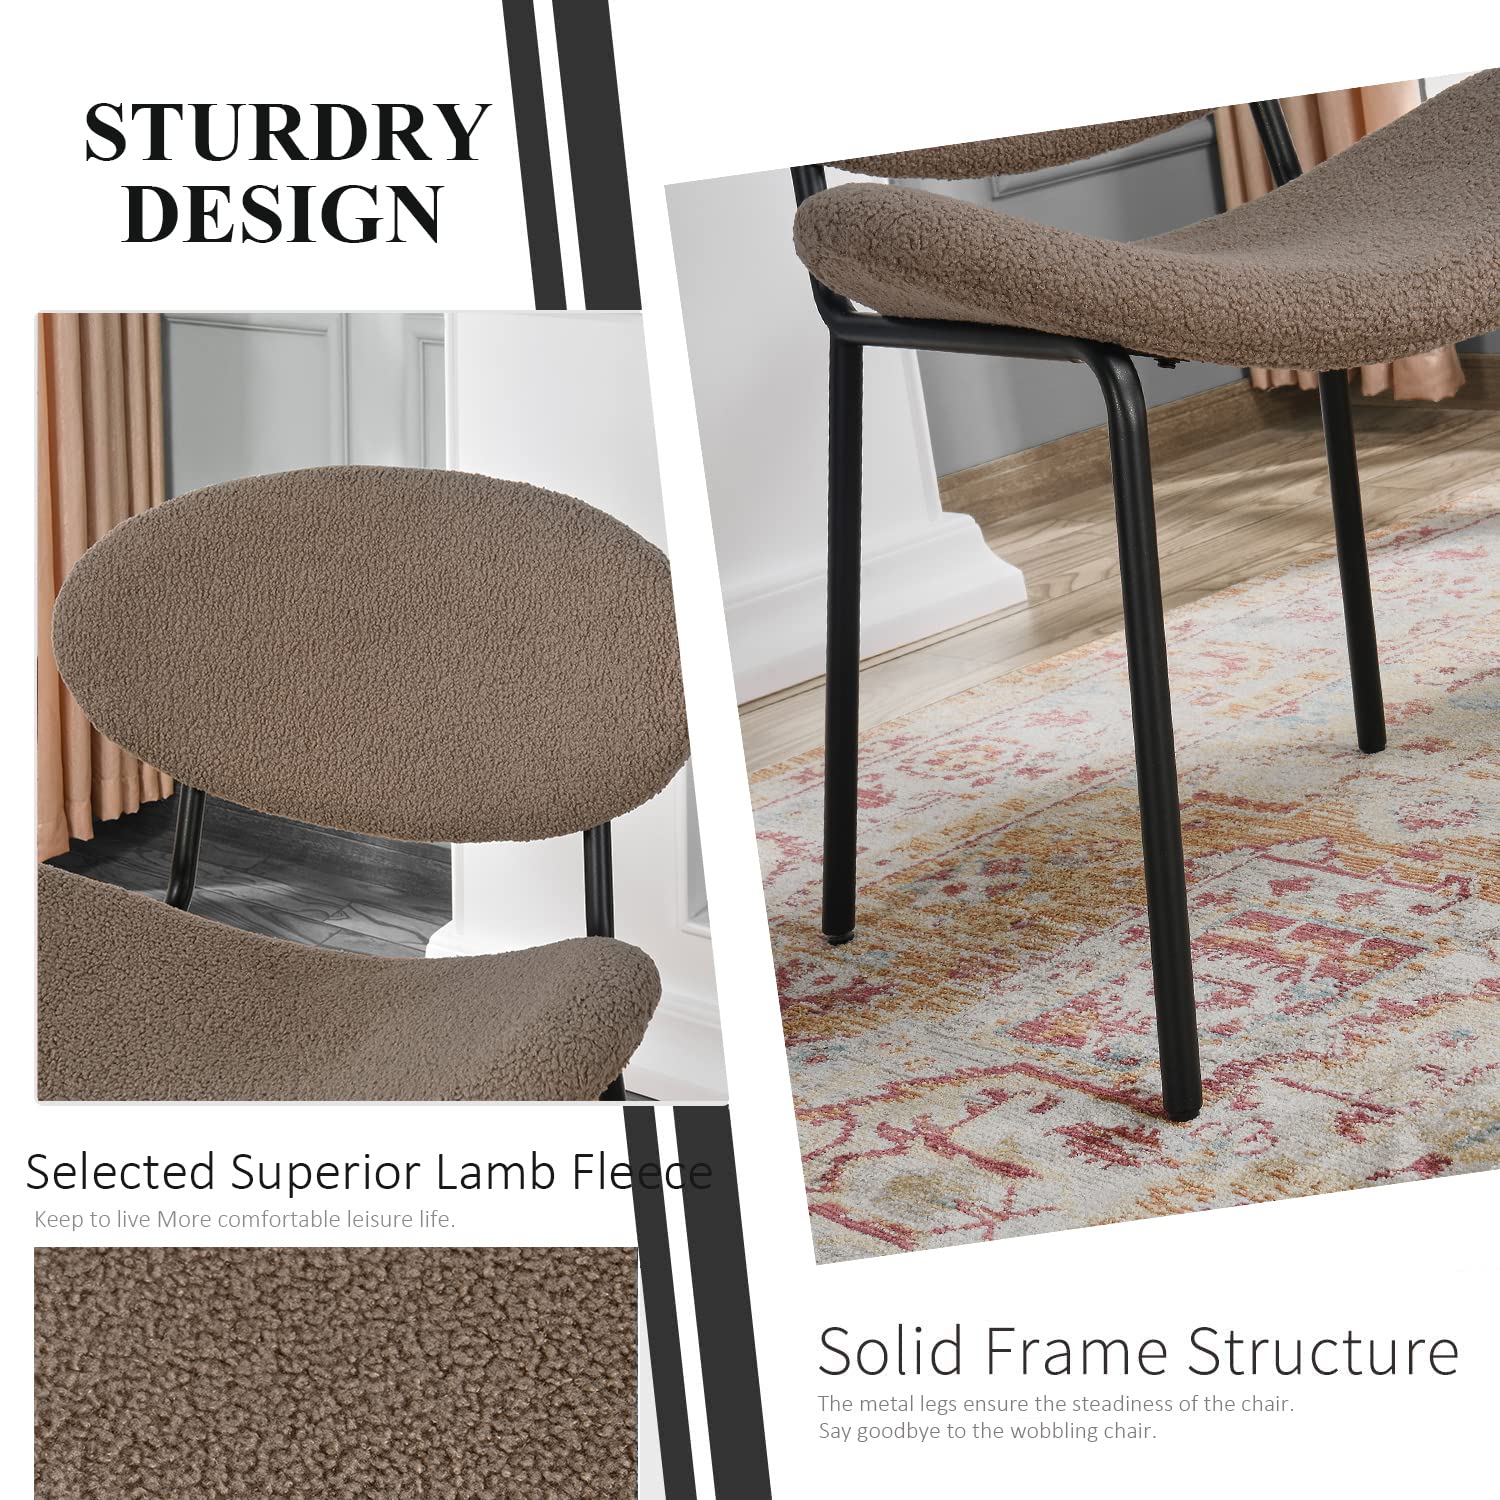 STURDRY
DESIGN
Selected Superior Lamb Fleece
Keep to live More comfortable leisure life.
Solid Frame Structure
The metal legs ensure the steadiness of the chair.
Say goodbye to the wobbling chair.